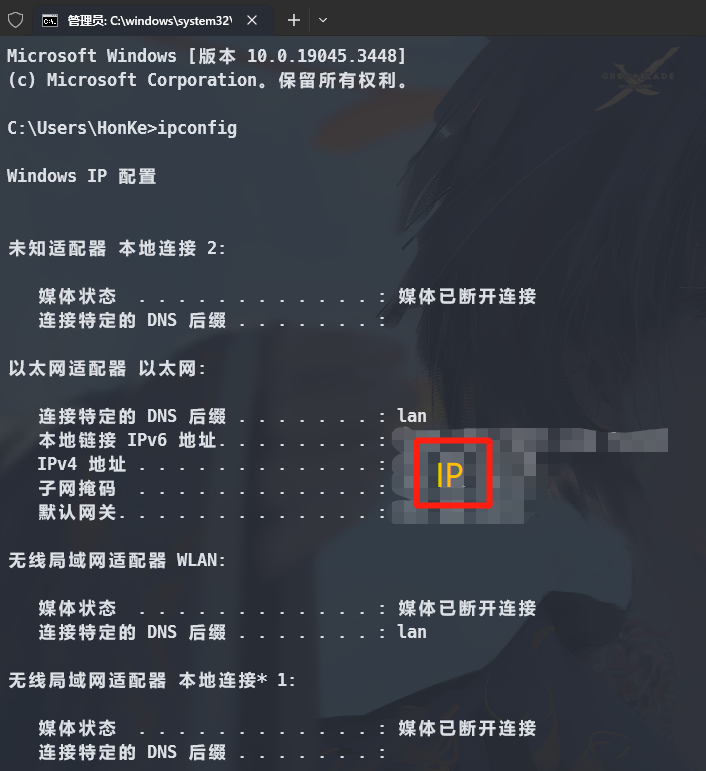 管理员: C:\windows\system32\
Microsoft Windows [版本 10.0.19045.3448]
(c) Microsoft Corporation。保留所有权利。
C:\Users\HonKe>ipconfig
Windows IP 配置
未知适配器 本地连接 2:
媒体状态 . . . . . . . . . . . . : 媒体已断开连接
连接特定的 DNS 后缀 . . . . . . . :
以太网适配器 以太网:
连接特定的 DNS 后缀 . . . . . . . : lan
本地链接 IPv6 地址. . . . . . . . :
IPv4 地址 . . . . . . . . . . . . :
子网掩码 . . . . . . . . . . . . :
默认网关. . . . . . . . . . . . . :
IP
无线局域网适配器 WLAN:
媒体状态 . . . . . . . . . . . . : 媒体已断开连接
连接特定的 DNS 后缀 . . . . . . . : lan
无线局域网适配器 本地连接* 1:
媒体状态 . . . . . . . . . . . . : 媒体已断开连接
连接特定的 DNS 后缀 . . . . . . . :